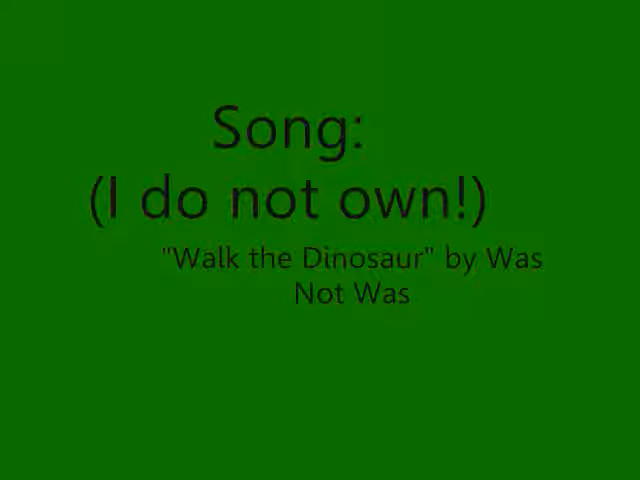 Song:
(I do not own!)
"Walk the Dinosaur" by Was
Not Was